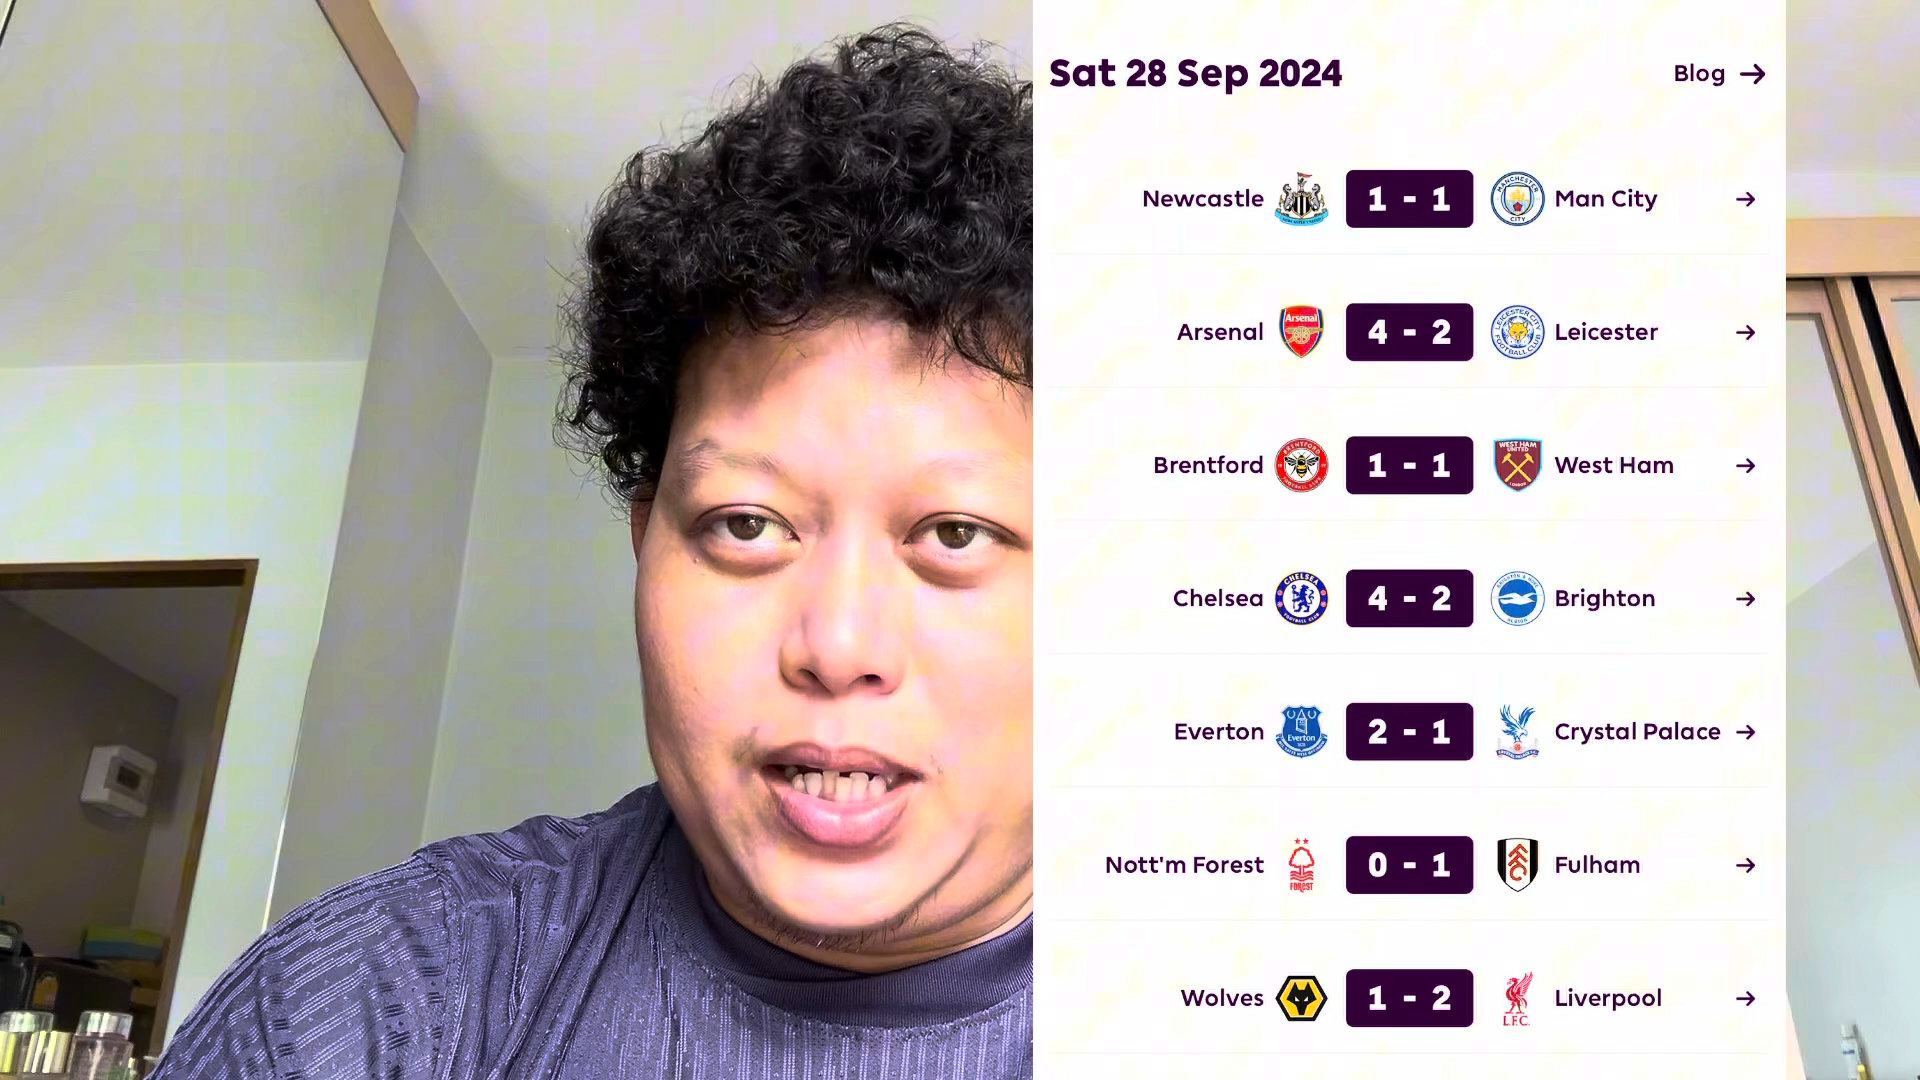 Sat 28 Sep 2024 Blog →
Newcastle 1 - 1 Man City →
Arsenal 4 - 2 Leicester →
Brentford 1 - 1 West Ham →
Chelsea 4 - 2 Brighton →
Everton 2 - 1 Crystal Palace →
Nott'm Forest 0 - 1 Fulham →
Wolves 1 - 2 Liverpool →